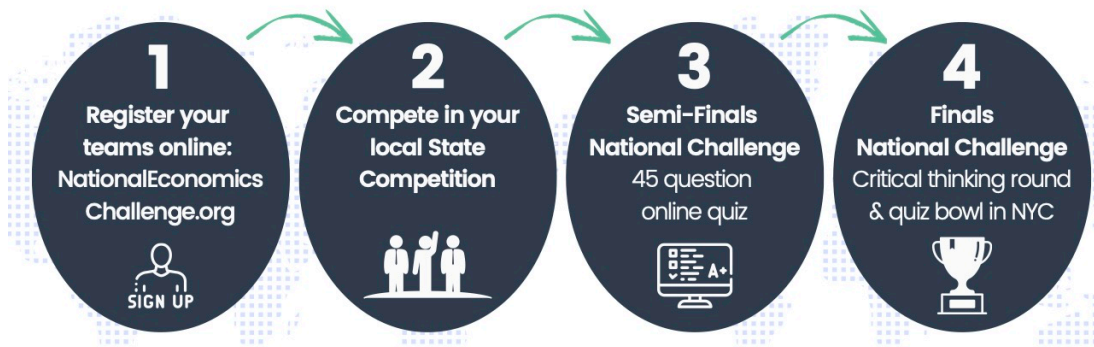 1
Register your
teams online:
NationalEconomics
Challenge.org
SIGN UP
2
Compete in your
local State
Competition
3
Semi-Finals
National Challenge
45 question
online quiz
A+
4
Finals
National Challenge
Critical thinking round
& quiz bowl in NYC